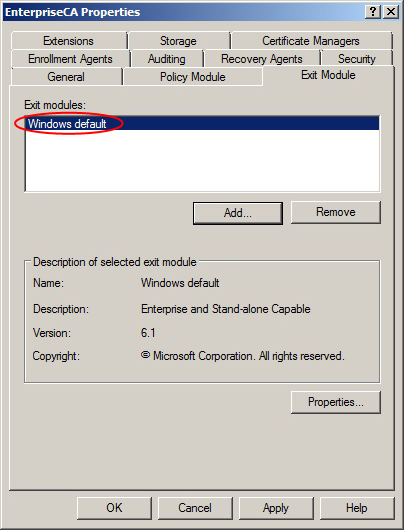 EnterpriseCA Properties
Extensions Storage Certificate Managers
Enrollment Agents Auditing Recovery Agents Security
General Policy Module Exit Module
Exit modules:
Windows default
Add... Remove
Description of selected exit module
Name: Windows default
Description: Enterprise and Stand-alone Capable
Version: 6.1
Copyright: © Microsoft Corporation. All rights reserved.
Properties...
OK Cancel Apply Help